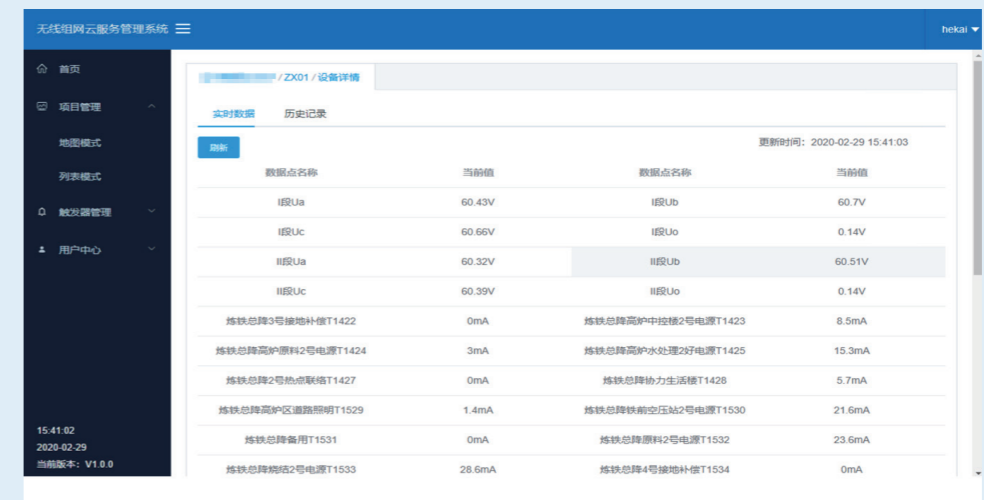 无线组网云服务管理系统
hekai
首页
项目管理
地图模式
列表模式
触发器管理
用户中心
15:41:02
2020-02-29
当前版本：V1.0.0
/ ZX01 / 设备详情
实时数据 历史记录
刷新 更新时间：2020-02-29 15:41:03
数据点名称 当前值 数据点名称 当前值
I段Ua 60.43V I段Ub 60.7V
I段Uc 60.66V I段Uo 0.14V
II段Ua 60.32V II段Ub 60.51V
II段Uc 60.39V II段Uo 0.14V
炼铁总降3号接地补偿T1422 0mA 炼铁总降高炉中控楼2号电源T1423 8.5mA
炼铁总降高炉原料2号电源T1424 3mA 炼铁总降高炉水处理2好电源T1425 15.3mA
炼铁总降2号热点联络T1427 0mA 炼铁总降协力生活楼T1428 5.7mA
炼铁总降高炉区道路照明T1529 1.4mA 炼铁总降铁前空压站2号电源T1530 21.6mA
炼铁总降备用T1531 0mA 炼铁总降原料2号电源T1532 23.6mA
炼铁总降烧结2号电源T1533 28.6mA 炼铁总降4号接地补偿T1534 0mA